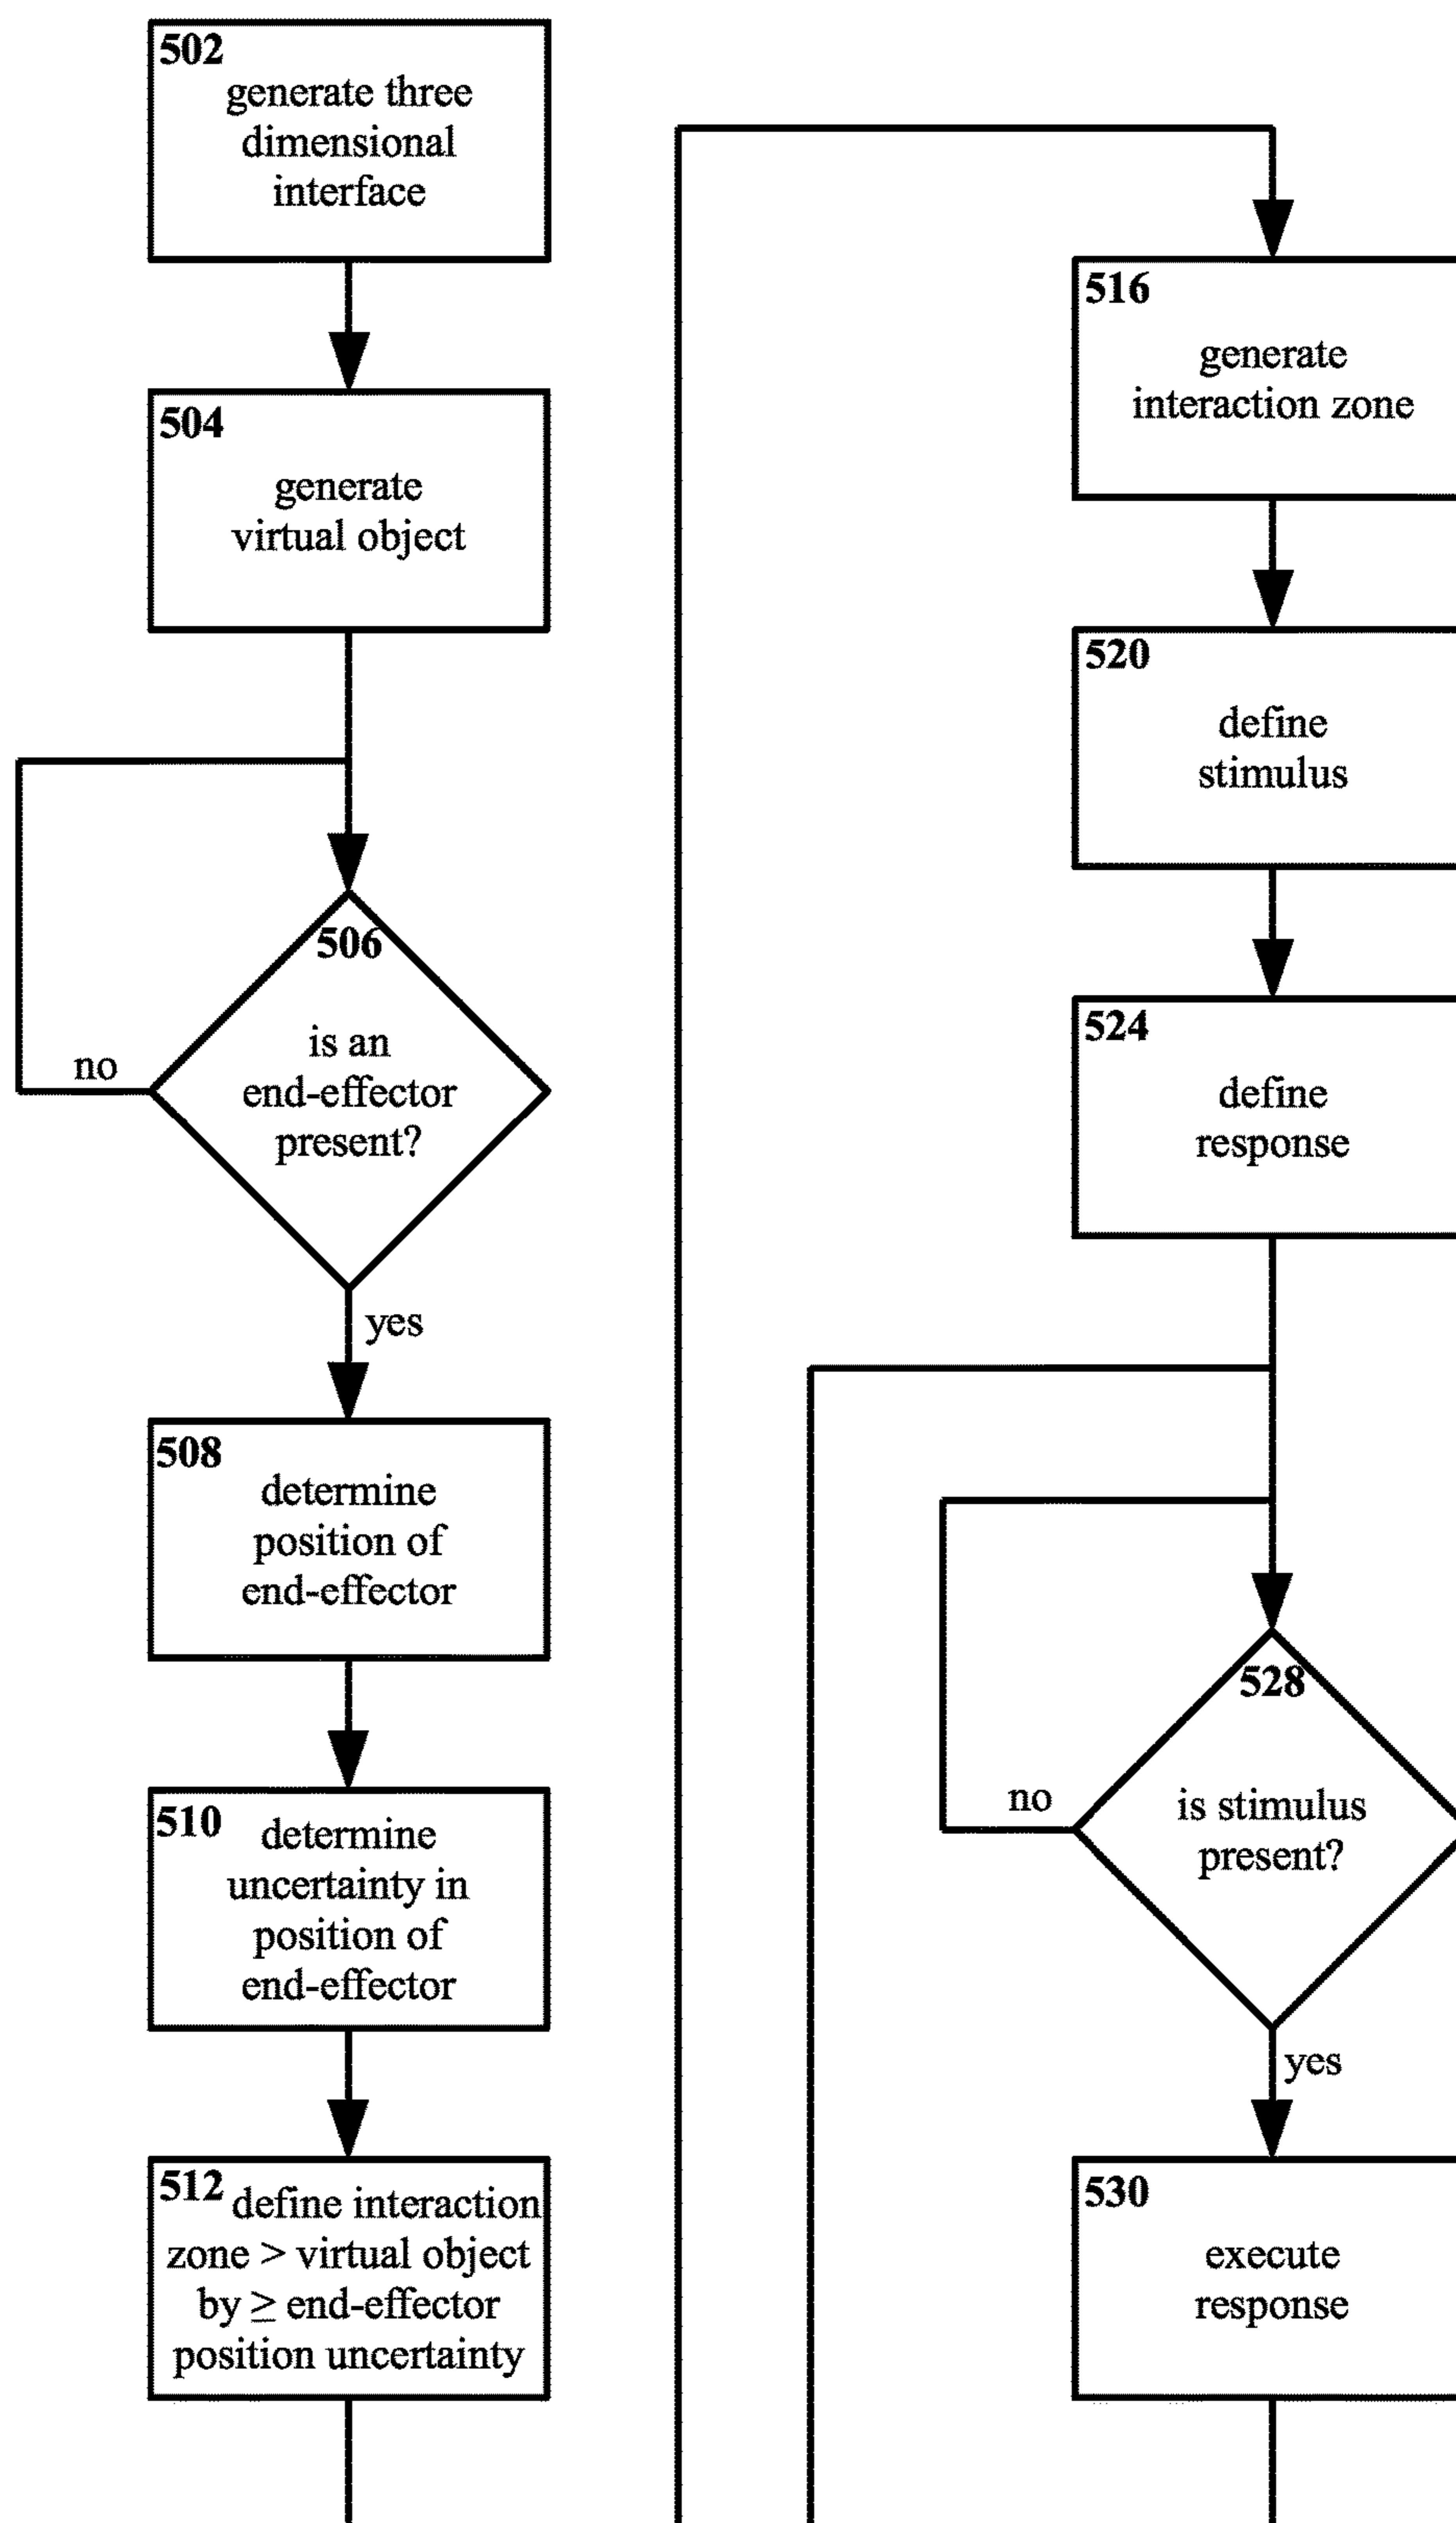 502
generate three
dimensional
interface
504
generate
virtual object
506
is an
end-effector
present?
no
yes
508
determine
position of
end-effector
510
determine
uncertainty in
position of
end-effector
512 define interaction
zone > virtual object
by ≥ end-effector
position uncertainty
516
generate
interaction zone
520
define
stimulus
524
define
response
528
is stimulus
present?
no
yes
530
execute
response